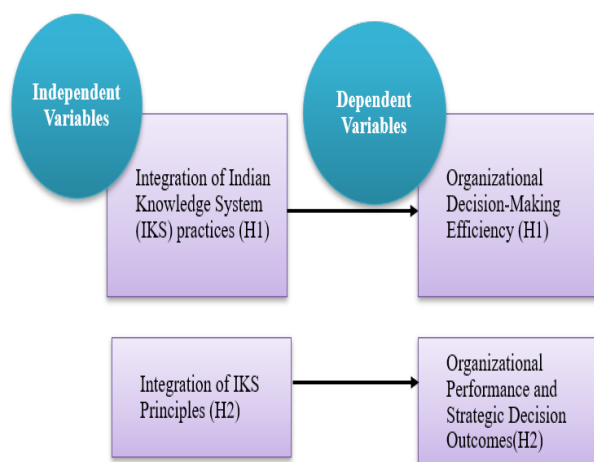 Independent
Variables
Dependent
Variables
Integration of Indian
Knowledge System
(IKS) practices (H1)
Organizational
Decision-Making
Efficiency (H1)
Integration of IKS
Principles (H2)
Organizational
Performance and
Strategic Decision
Outcomes(H2)